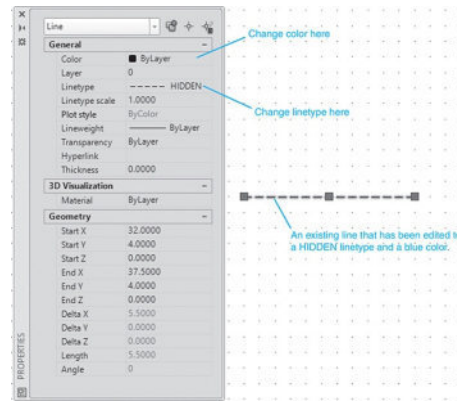 Line
General
Color ByLayer
Layer 0
Linetype HIDDEN
Linetype scale 1.0000
Plot style ByColor
Lineweight ByLayer
Transparency ByLayer
Hyperlink
Thickness 0.0000
3D Visualization
Material ByLayer
Geometry
Start X 32.0000
Start Y 4.0000
Start Z 0.0000
End X 37.5000
End Y 4.0000
End Z 0.0000
Delta X 5.5000
Delta Y 0.0000
Delta Z 0.0000
Length 5.5000
Angle 0
PROPERTIES
Change color here
Change linetype here
An existing line that has been edited to
a HIDDEN linetype and a blue color.